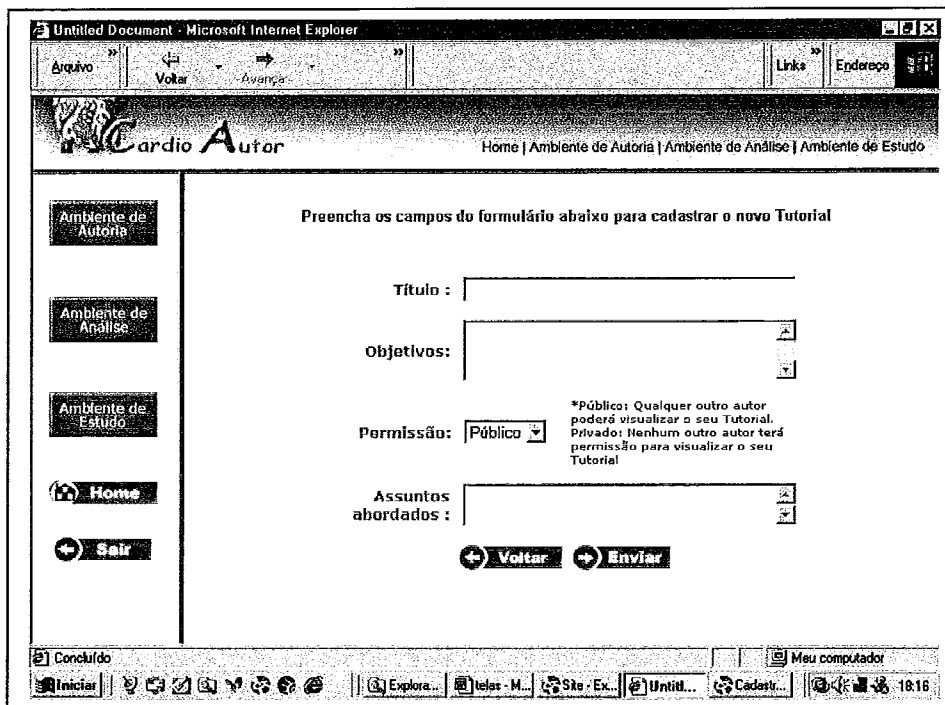 Untitled Document - Microsoft Internet Explorer
Arquivo » Voltar Avança » Links » Endereço
Cardio Autor
Home | Ambiente de Autoria | Ambiente de Análise | Ambiente de Estudo
Ambiente de
Autoria
Ambiente de
Análise
Ambiente de
Estudo
Home
Sair
Preencha os campos do formulário abaixo para cadastrar o novo Tutorial
Título :
Objetivos:
Permissão: Público
*Público: Qualquer outro autor
poderá visualizar o seu Tutorial.
Privado: Nenhum outro autor terá
permissão para visualizar o seu
Tutorial
Assuntos
abordados :
Voltar Enviar
Concluído Meu computador
Iniciar Explora... telas - M... Site - Ex... Untitl... Cadastr... 16:16